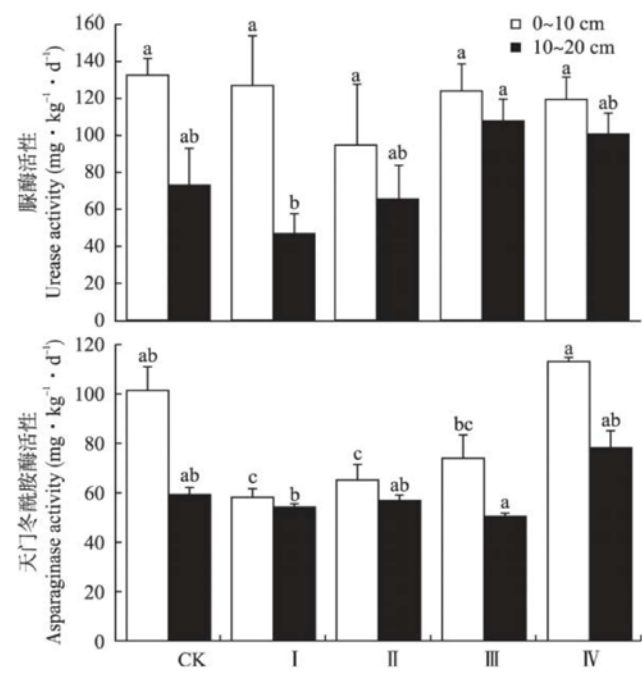 脲酶活性
Urease activity (mg·kg⁻¹·d⁻¹)
160
140
120
100
80
60
40
20
0
0~10 cm
10~20 cm
a
ab
a
b
a
ab
a
a
a
ab
天门冬酰胺酶活性
Asparaginase activity (mg·kg⁻¹·d⁻¹)
120
100
80
60
40
20
0
ab
ab
c
b
c
ab
bc
a
a
ab
CK Ⅰ Ⅱ Ⅲ Ⅳ